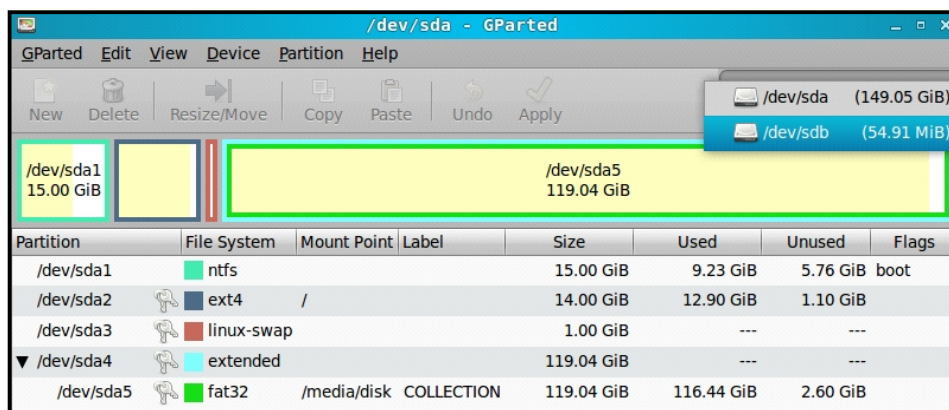 /dev/sda - GParted
GParted Edit View Device Partition Help
New Delete Resize/Move Copy Paste Undo Apply
/dev/sda (149.05 GiB)
/dev/sdb (54.91 MiB)
/dev/sda1
15.00 GiB
/dev/sda5
119.04 GiB
Partition File System Mount Point Label Size Used Unused Flags
/dev/sda1 ntfs 15.00 GiB 9.23 GiB 5.76 GiB boot
/dev/sda2 ext4 / 14.00 GiB 12.90 GiB 1.10 GiB
/dev/sda3 linux-swap 1.00 GiB --- ---
/dev/sda4 extended 119.04 GiB --- ---
/dev/sda5 fat32 /media/disk COLLECTION 119.04 GiB 116.44 GiB 2.60 GiB